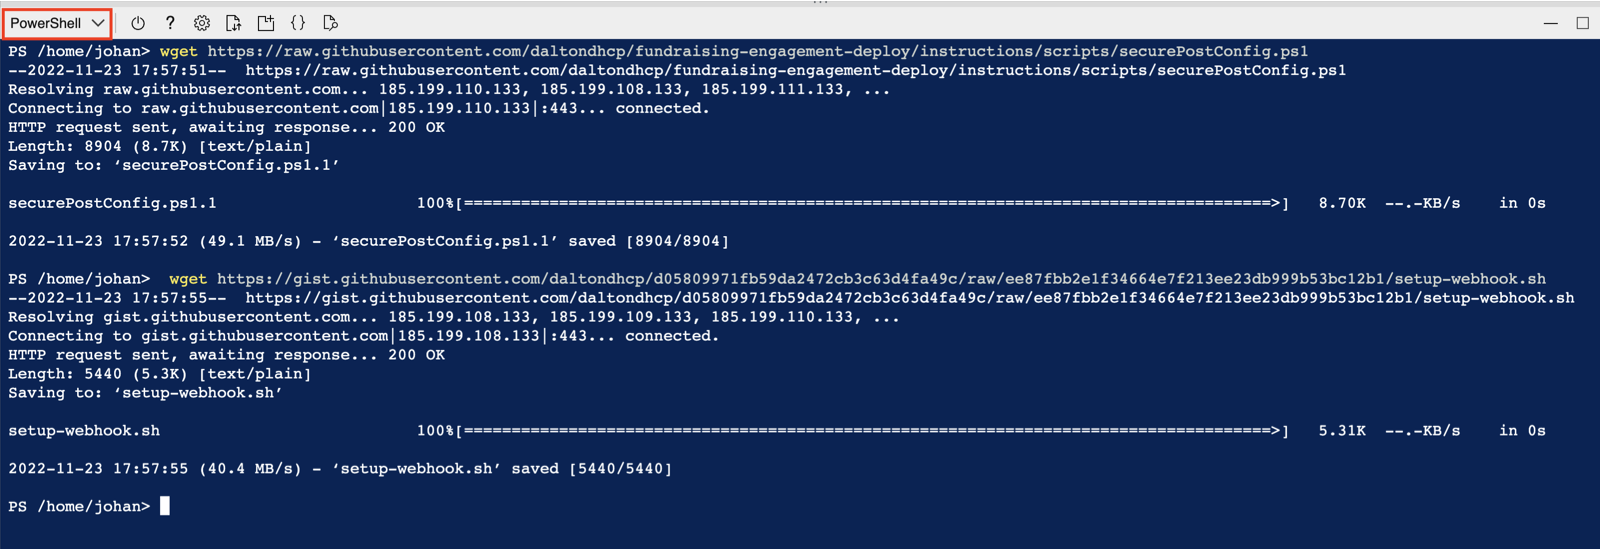 PowerShell
PS /home/johan> wget https://raw.githubusercontent.com/daltondhcp/fundraising-engagement-deploy/instructions/scripts/securePostConfig.ps1
--2022-11-23 17:57:51-- https://raw.githubusercontent.com/daltondhcp/fundraising-engagement-deploy/instructions/scripts/securePostConfig.ps1
Resolving raw.githubusercontent.com... 185.199.110.133, 185.199.108.133, 185.199.111.133, ...
Connecting to raw.githubusercontent.com|185.199.110.133|:443... connected.
HTTP request sent, awaiting response... 200 OK
Length: 8904 (8.7K) [text/plain]
Saving to: ‘securePostConfig.ps1.1’
securePostConfig.ps1.1 100%[=====================================================================================>] 8.70K --.-KB/s in 0s
2022-11-23 17:57:52 (49.1 MB/s) - ‘securePostConfig.ps1.1’ saved [8904/8904]
PS /home/johan> wget https://gist.githubusercontent.com/daltondhcp/d05809971fb59da2472cb3c63d4fa49c/raw/ee87fbb2e1f34664e7f213ee23db999b53bc12b1/setup-webhook.sh
--2022-11-23 17:57:55-- https://gist.githubusercontent.com/daltondhcp/d05809971fb59da2472cb3c63d4fa49c/raw/ee87fbb2e1f34664e7f213ee23db999b53bc12b1/setup-webhook.sh
Resolving gist.githubusercontent.com... 185.199.108.133, 185.199.109.133, 185.199.110.133, ...
Connecting to gist.githubusercontent.com|185.199.108.133|:443... connected.
HTTP request sent, awaiting response... 200 OK
Length: 5440 (5.3K) [text/plain]
Saving to: ‘setup-webhook.sh’
setup-webhook.sh 100%[=====================================================================================>] 5.31K --.-KB/s in 0s
2022-11-23 17:57:55 (40.4 MB/s) - ‘setup-webhook.sh’ saved [5440/5440]
PS /home/johan>